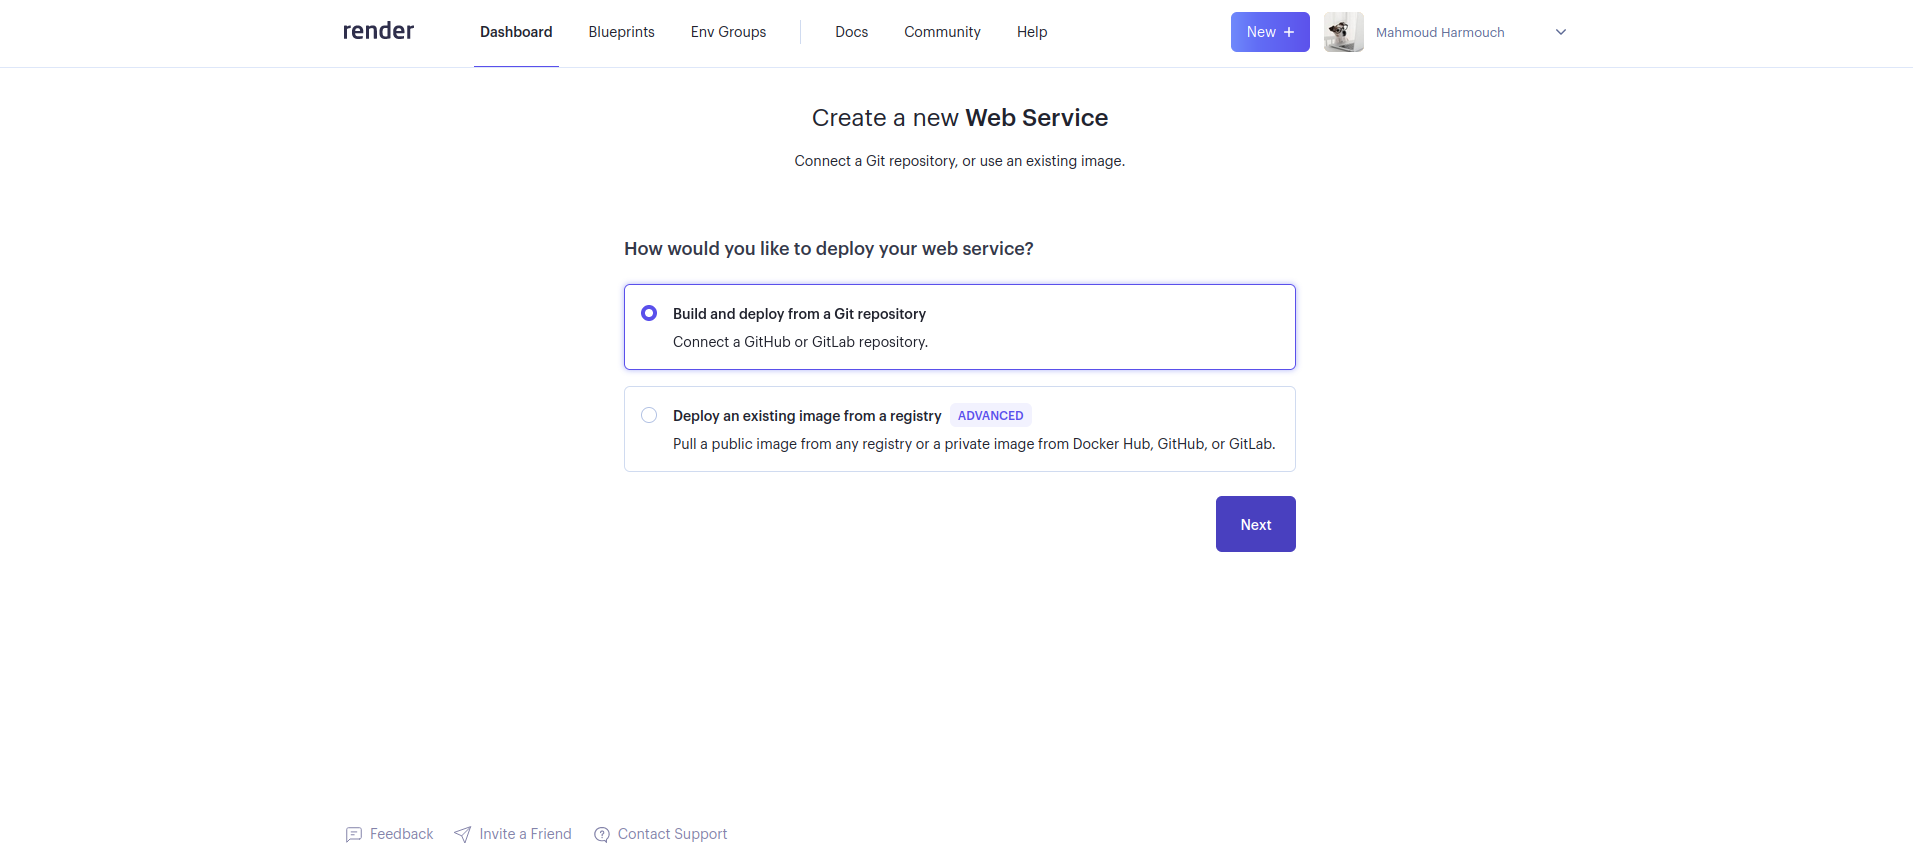 render
Dashboard Blueprints Env Groups Docs Community Help New + Mahmoud Harmouch
Create a new Web Service
Connect a Git repository, or use an existing image.
How would you like to deploy your web service?
Build and deploy from a Git repository
Connect a GitHub or GitLab repository.
Deploy an existing image from a registry ADVANCED
Pull a public image from any registry or a private image from Docker Hub, GitHub, or GitLab.
Next
Feedback Invite a Friend Contact Support